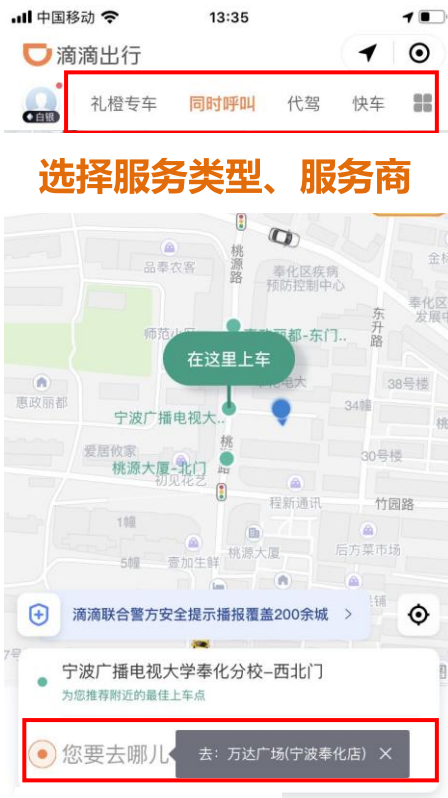 中国移动 13:35
滴滴出行
白银 礼橙专车 同时呼叫 代驾 快车
选择服务类型、服务商
桃源路
品奉农客
奉化区疾病
预防控制中心
东升路
师范小
都-东门..
在这里上车
电大
惠政丽都
38号楼
34幢
宁波广播电视大..
爱居攸家
桃源大厦-北门
初见花艺
30号楼
程新通讯
竹园路
1幢
5幢
壹加生鲜
桃源大厦
后方菜市场
滴滴联合警方安全提示播报覆盖200余城 >
宁波广播电视大学奉化分校-西北门
为您推荐附近的最佳上车点
您要去哪儿 去：万达广场(宁波奉化店) ×